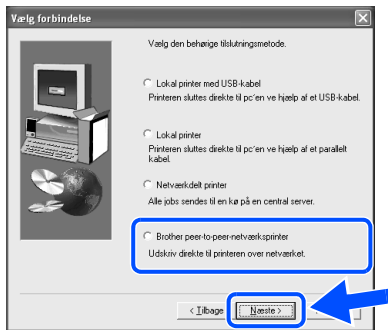 Vælg forbindelse
Vælg den behørige tilslutningsmetode.
Lokal printer med USB-kabel
Printeren sluttes direkte til pc'en ve hjælp af et USB-kabel.
Lokal printer
Printeren sluttes direkte til pc'en ve hjælp af et parallelt
kabel.
Netværkdelt printer
Alle jobs sendes til en kø på en central server.
Brother peer-to-peer-netværksprinter
Udskriv direkte til printeren over netværket.
< Tilbage Næste >